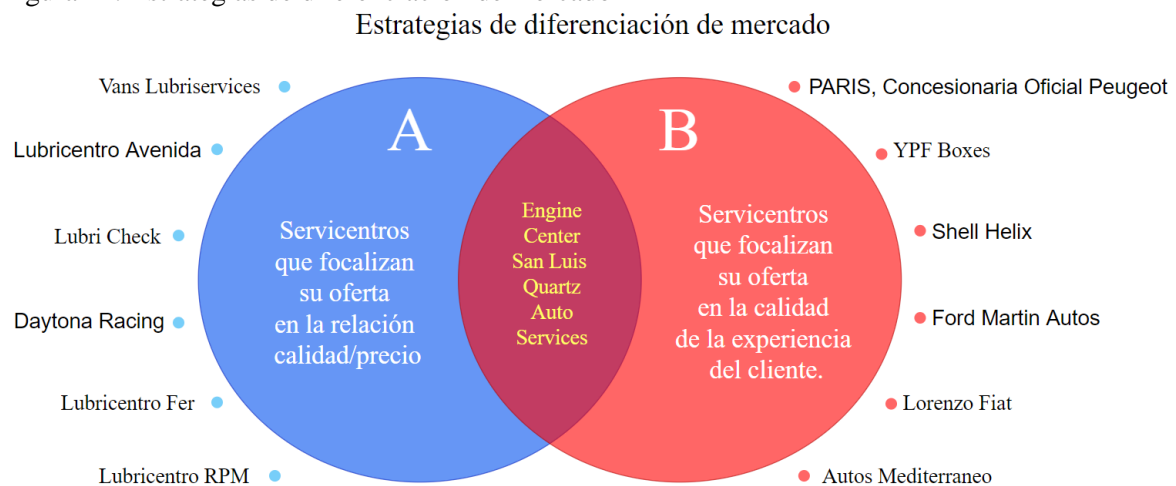 Estrategias de diferenciación de mercado
Vans Lubriservices
Lubricentro Avenida
Lubri Check
Daytona Racing
Lubricentro Fer
Lubricentro RPM
A
Servicentros
que focalizan
su oferta
en la relación
calidad/precio
Engine
Center
San Luis
Quartz
Auto
Services
B
Servicentros
que focalizan
su oferta
en la calidad
de la experiencia
del cliente.
PARIS, Concesionaria Oficial Peugeot
YPF Boxes
Shell Helix
Ford Martin Autos
Lorenzo Fiat
Autos Mediterraneo